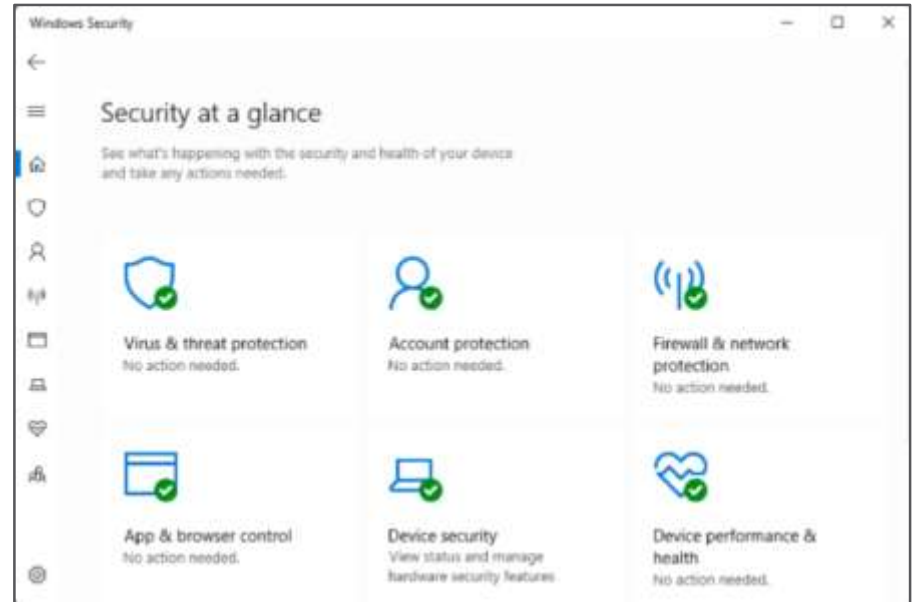 Windows Security
Security at a glance
See what's happening with the security and health of your device
and take any actions needed.
Virus & threat protection
No action needed.
Account protection
No action needed.
Firewall & network
protection
No action needed.
App & browser control
No action needed.
Device security
View status and manage
hardware security features
Device performance &
health
No action needed.